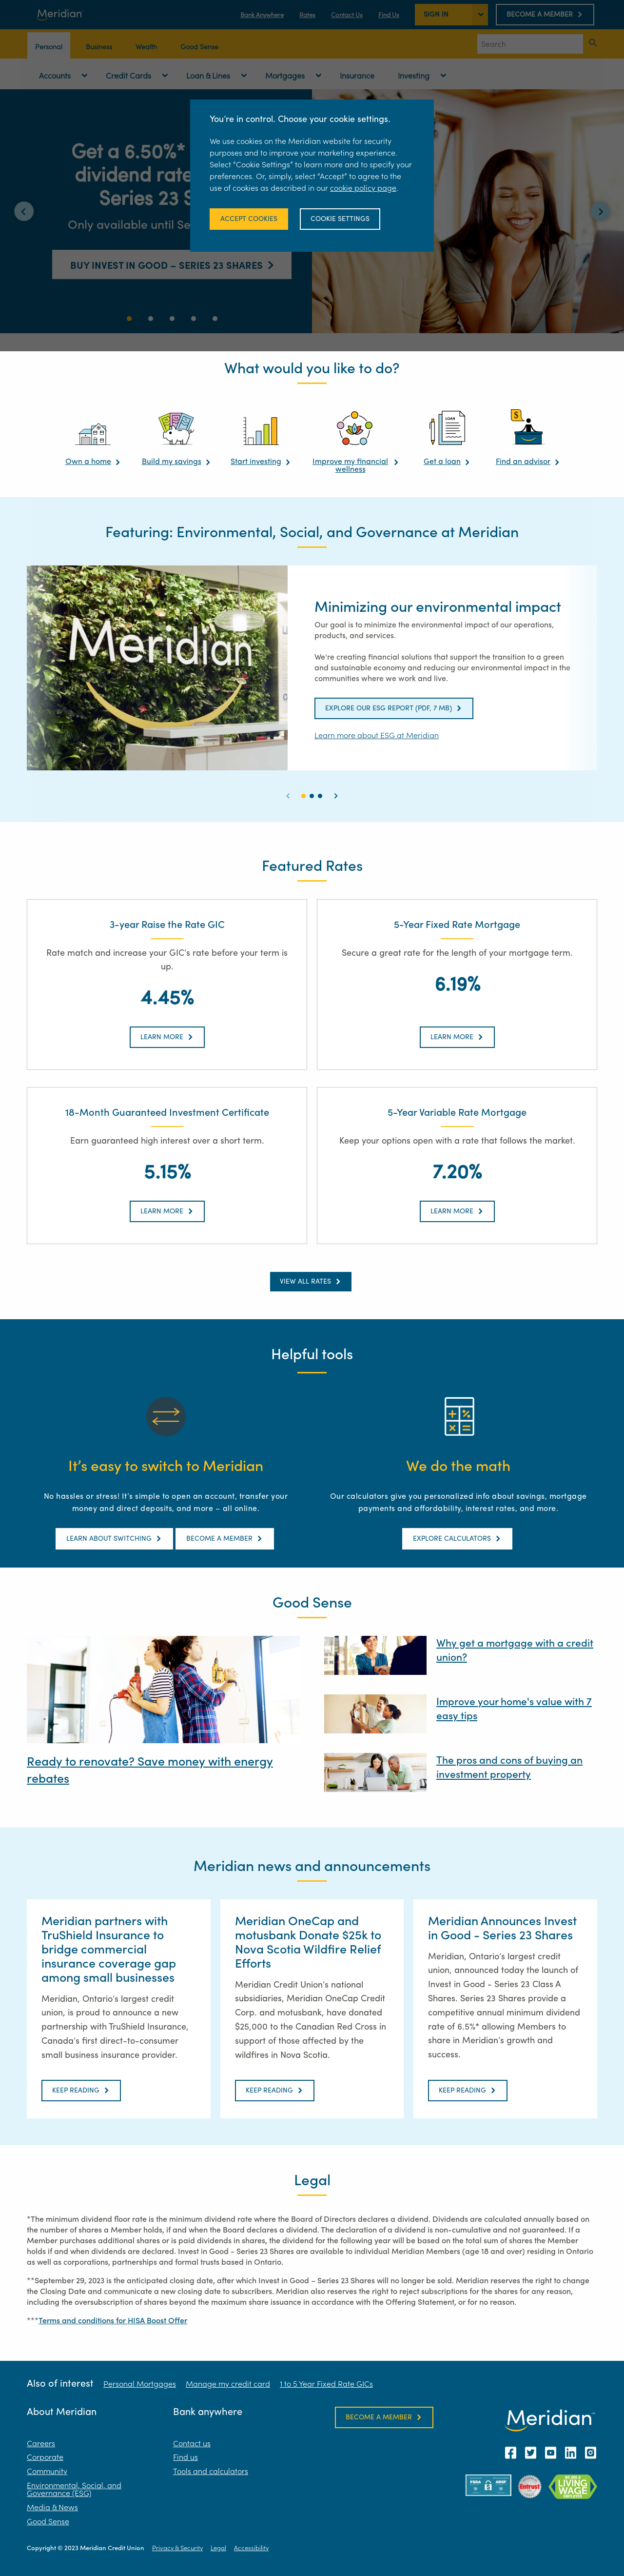 Meridian
Bank Anywhere
Rates
Contact Us
Find Us
SIGN IN
BECOME A MEMBER
Personal
Business
Wealth
Good Sense
Search
Accounts
Credit Cards
Loan & Lines
Mortgages
Insurance
Investing
You're in control. Choose your cookie settings.
We use cookies on the Meridian website for security
purposes and to improve your marketing experience.
Select "Cookie Settings" to learn more and to specify your
preferences. Or, simply, select "Accept" to agree to the
use of cookies as described in our cookie policy page.
ACCEPT COOKIES
COOKIE SETTINGS
Get a 6.50%*
dividend rate
Series 23 S
Only available until Se
BUY INVEST IN GOOD – SERIES 23 SHARES
What would you like to do?
LOAN
$
Own a home
Build my savings
Start investing
Improve my financial
wellness
Get a loan
Find an advisor
Featuring: Environmental, Social, and Governance at Meridian
Meridian
Minimizing our environmental impact
Our goal is to minimize the environmental impact of our operations,
products, and services.
We're creating financial solutions that support the transition to a green
and sustainable economy and reducing our environmental impact in the
communities where we work and live.
EXPLORE OUR ESG REPORT (PDF, 7 MB)
Learn more about ESG at Meridian
Featured Rates
3-year Raise the Rate GIC
Rate match and increase your GIC's rate before your term is
up.
4.45%
LEARN MORE
5-Year Fixed Rate Mortgage
Secure a great rate for the length of your mortgage term.
6.19%
LEARN MORE
18-Month Guaranteed Investment Certificate
Earn guaranteed high interest over a short term.
5.15%
LEARN MORE
5-Year Variable Rate Mortgage
Keep your options open with a rate that follows the market.
7.20%
LEARN MORE
VIEW ALL RATES
Helpful tools
It's easy to switch to Meridian
No hassles or stress! It's simple to open an account, transfer your
money and direct deposits, and more – all online.
LEARN ABOUT SWITCHING
BECOME A MEMBER
We do the math
Our calculators give you personalized info about savings, mortgage
payments and affordability, interest rates, and more.
EXPLORE CALCULATORS
Good Sense
Ready to renovate? Save money with energy
rebates
Why get a mortgage with a credit
union?
Improve your home's value with 7
easy tips
The pros and cons of buying an
investment property
Meridian news and announcements
Meridian partners with
TruShield Insurance to
bridge commercial
insurance coverage gap
among small businesses
Meridian, Ontario's largest credit
union, is proud to announce a new
partnership with TruShield Insurance,
Canada's first direct-to-consumer
small business insurance provider.
KEEP READING
Meridian OneCap and
motusbank Donate $25k to
Nova Scotia Wildfire Relief
Efforts
Meridian Credit Union's national
subsidiaries, Meridian OneCap Credit
Corp. and motusbank, have donated
$25,000 to the Canadian Red Cross in
support of those affected by the
wildfires in Nova Scotia.
KEEP READING
Meridian Announces Invest
in Good - Series 23 Shares
Meridian, Ontario's largest credit
union, announced today the launch of
Invest in Good - Series 23 Class A
Shares. Series 23 Shares provide a
competitive annual minimum dividend
rate of 6.5%* allowing Members to
share in Meridian's growth and
success.
KEEP READING
Legal
*The minimum dividend floor rate is the minimum dividend rate where the Board of Directors declares a dividend. Dividends are calculated annually based on
the number of shares a Member holds, if and when the Board declares a dividend. The declaration of a dividend is non-cumulative and not guaranteed. If a
Member purchases additional shares or is paid dividends in shares, the dividend for the following year will be based on the total sum of shares the Member
holds if and when dividends are declared. Invest in Good - Series 23 Shares are available to individual Meridian Members (age 18 and over) residing in Ontario
as well as corporations, partnerships and formal trusts based in Ontario.
**September 29, 2023 is the anticipated closing date, after which Invest in Good – Series 23 Shares will no longer be sold. Meridian reserves the right to change
the Closing Date and communicate a new closing date to subscribers. Meridian also reserves the right to reject subscriptions for the shares for any reason,
including the oversubscription of shares beyond the maximum share issuance in accordance with the Offering Statement, or for no reason.
***Terms and conditions for HISA Boost Offer
Also of interest
Personal Mortgages
Manage my credit card
1 to 5 Year Fixed Rate GICs
About Meridian
Careers
Corporate
Community
Environmental, Social, and
Governance (ESG)
Media & News
Good Sense
Bank anywhere
Contact us
Find us
Tools and calculators
BECOME A MEMBER
Meridian
FSRA
ARSF
Entrust
WE ARE A
LIVING
WAGE
EMPLOYER
Copyright © 2023 Meridian Credit Union
Privacy & Security
Legal
Accessibility